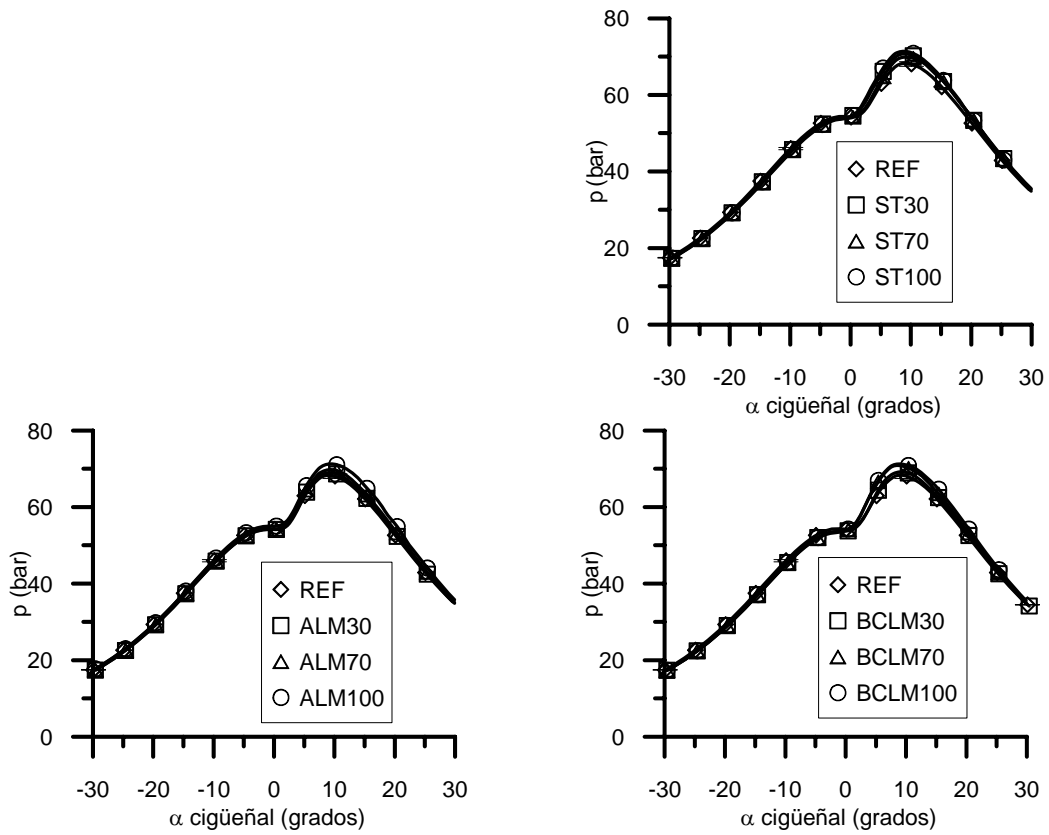 80
60
40
20
0
p (bar)
REF
ST30
ST70
ST100
-30 -20 -10 0 10 20 30
α cigüeñal (grados)
80
60
40
20
0
p (bar)
REF
ALM30
ALM70
ALM100
-30 -20 -10 0 10 20 30
α cigüeñal (grados)
80
60
40
20
0
p (bar)
REF
BCLM30
BCLM70
BCLM100
-30 -20 -10 0 10 20 30
α cigüeñal (grados)